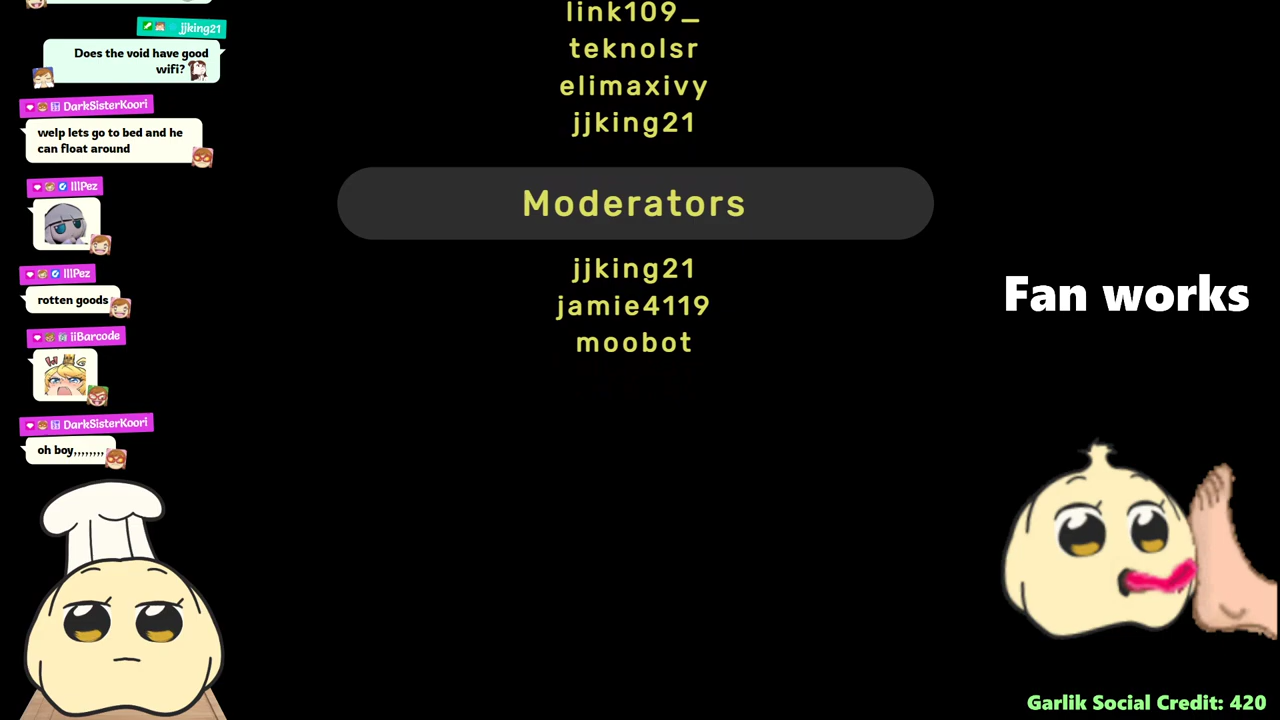 jjking21
Does the void have good
wifi?
DarkSisterKoori
welp lets go to bed and he
can float around
lllPez
lllPez
rotten goods
iiBarcode
DarkSisterKoori
oh boy,,,,,,,,
link109_
teknolsr
elimaxivy
jjking21
Moderators
jjking21
jamie4119
moobot
Fan works
Garlik Social Credit: 420